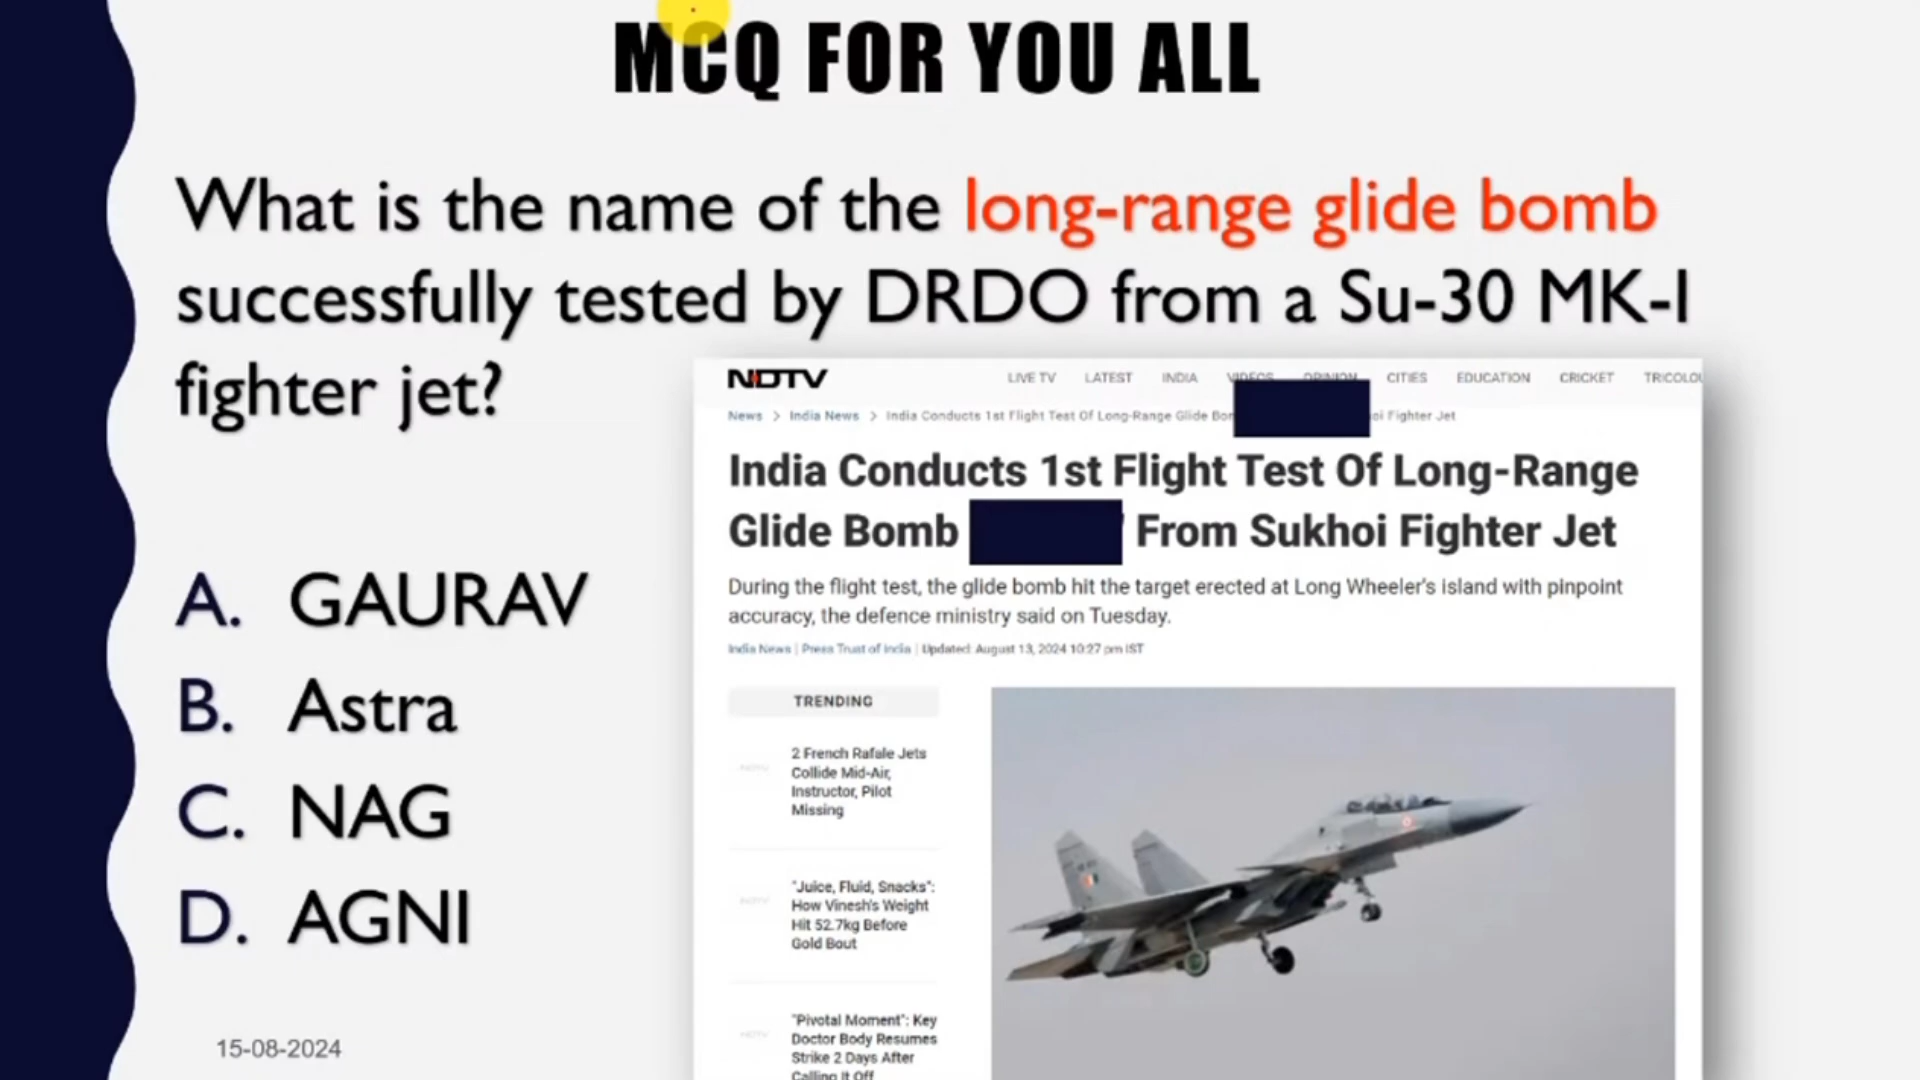 MCQ FOR YOU ALL
What is the name of the long-range glide bomb
successfully tested by DRDO from a Su-30 MK-I
fighter jet?
A. GAURAV
B. Astra
C. NAG
D. AGNI
15-08-2024
NDTV
LIVE TV LATEST INDIA VIDEOS OPINION CITIES EDUCATION CRICKET
News > India News > India Conducts 1st Flight Test Of Long-Range Glide Fighter Jet
India Conducts 1st Flight Test Of Long-Range
Glide Bomb From Sukhoi Fighter Jet
During the flight test, the glide bomb hit the target erected at Long Wheeler's island with pinpoint
accuracy, the defence ministry said on Tuesday.
India News | Press Trust of India | Updated: August 13, 2024 10:27 pm IST
TRENDING
2 French Rafale Jets
Collide Mid-Air,
Instructor, Pilot
Missing
"Juice, Fluid, Snacks":
How Vinesh's Weight
Hit 52.7kg Before
Gold Bout
"Pivotal Moment": Key
Doctor Body Resumes
Strike 2 Days After
Calling It Off